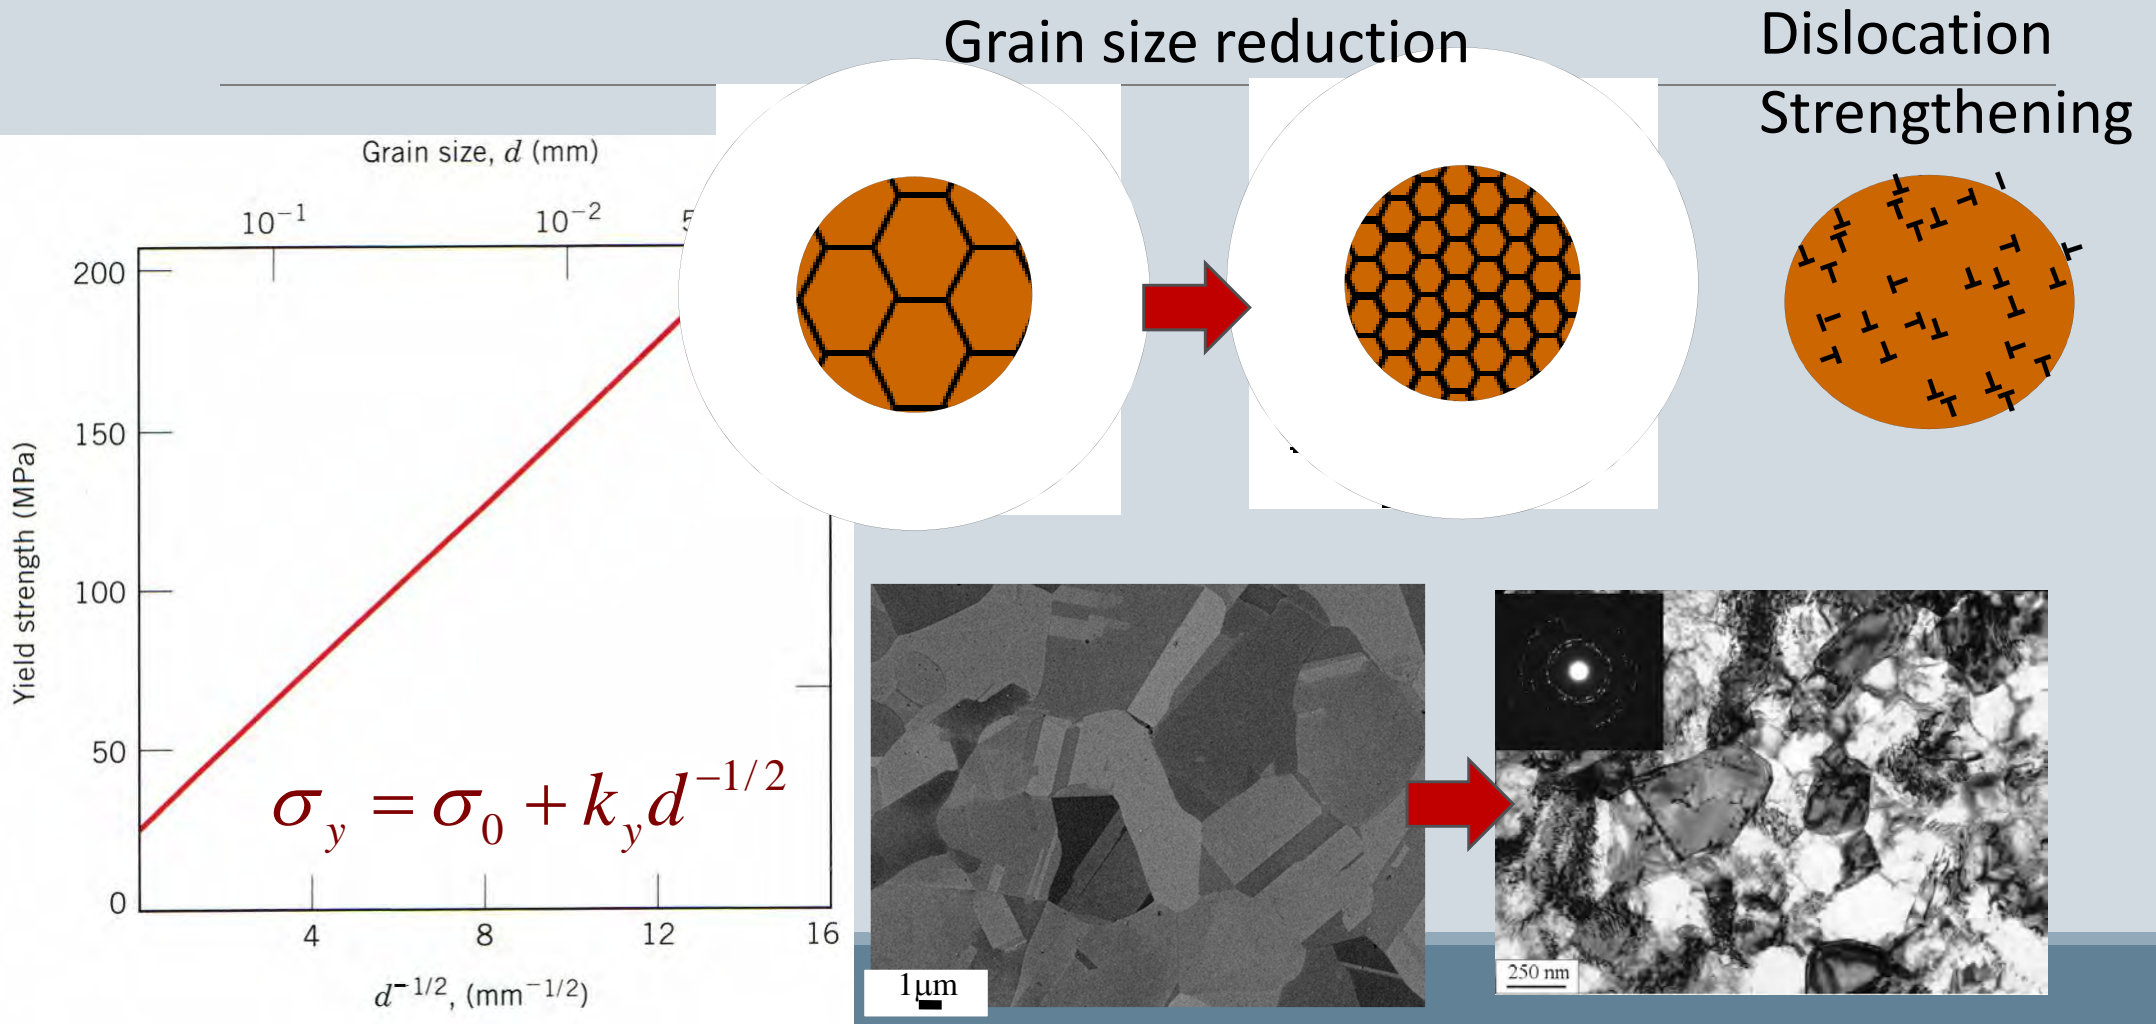 Grain size reduction
Dislocation
Strengthening
Grain size, d (mm)
10⁻¹ 10⁻² 5
200
150
100
50
0
Yield strength (MPa)
σ_y = σ_0 + k_y d^{-1/2}
4 8 12 16
d^{-1/2}, (mm^{-1/2})
1μm
250 nm